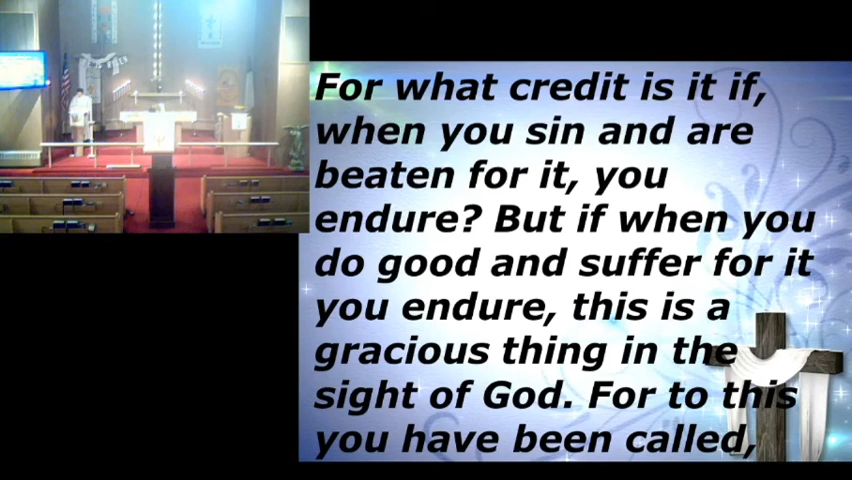 For what credit is it if,
when you sin and are
beaten for it, you
endure? But if when you
do good and suffer for it
you endure, this is a
gracious thing in the
sight of God. For to this
you have been called,